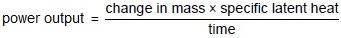 power output = change in mass × specific latent heat
time